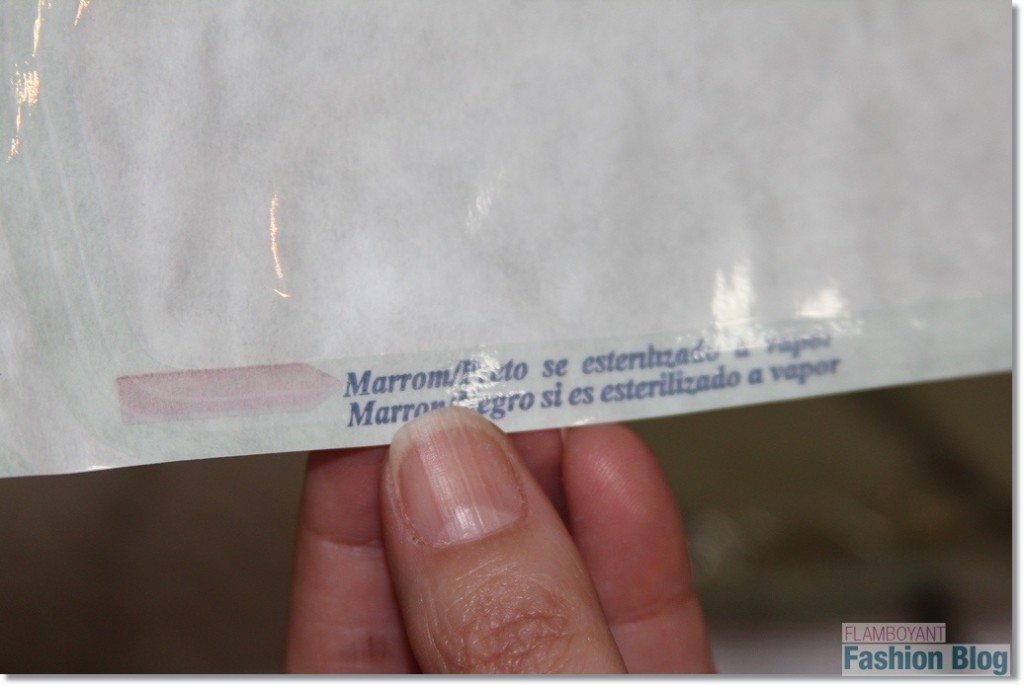 Marrom/Preto se esterilizado a vapor
Marron/Negro si es esterilizado a vapor
FLAMBOYANT
Fashion Blog